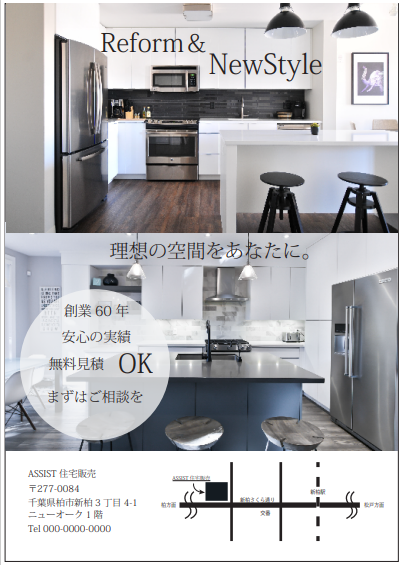 Reform&
NewStyle
理想の空間をあなたに。
創業 60 年
安心の実績
無料見積 OK
まずはご相談を
ASSIST 住宅販売
〒277-0084
千葉県柏市新柏 3 丁目 4-1
ニューオーク 1 階
Tel 000-0000-0000
ASSIST 住宅販売
新柏駅
新柏さくら通り
柏方面
松戸方面
交番